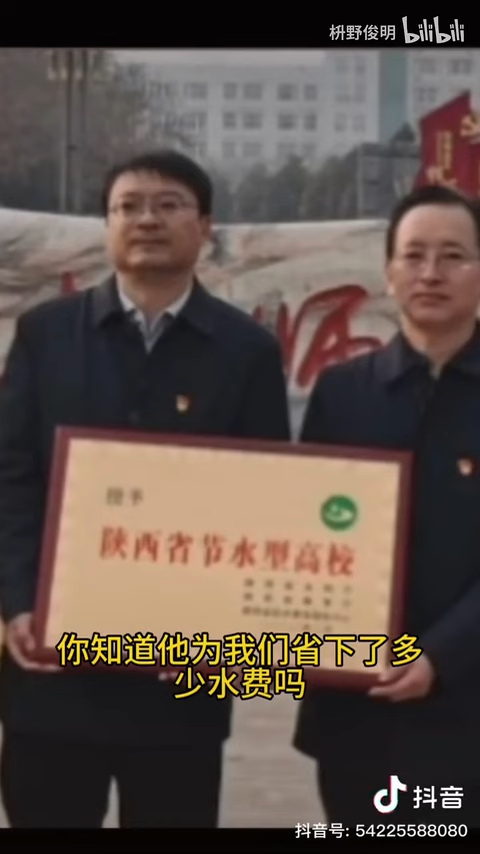 枡野俊明 bilibili
师
授予
陕西省节水型高校
你知道他为我们省下了多
少水费吗
抖音
抖音号: 54225588080